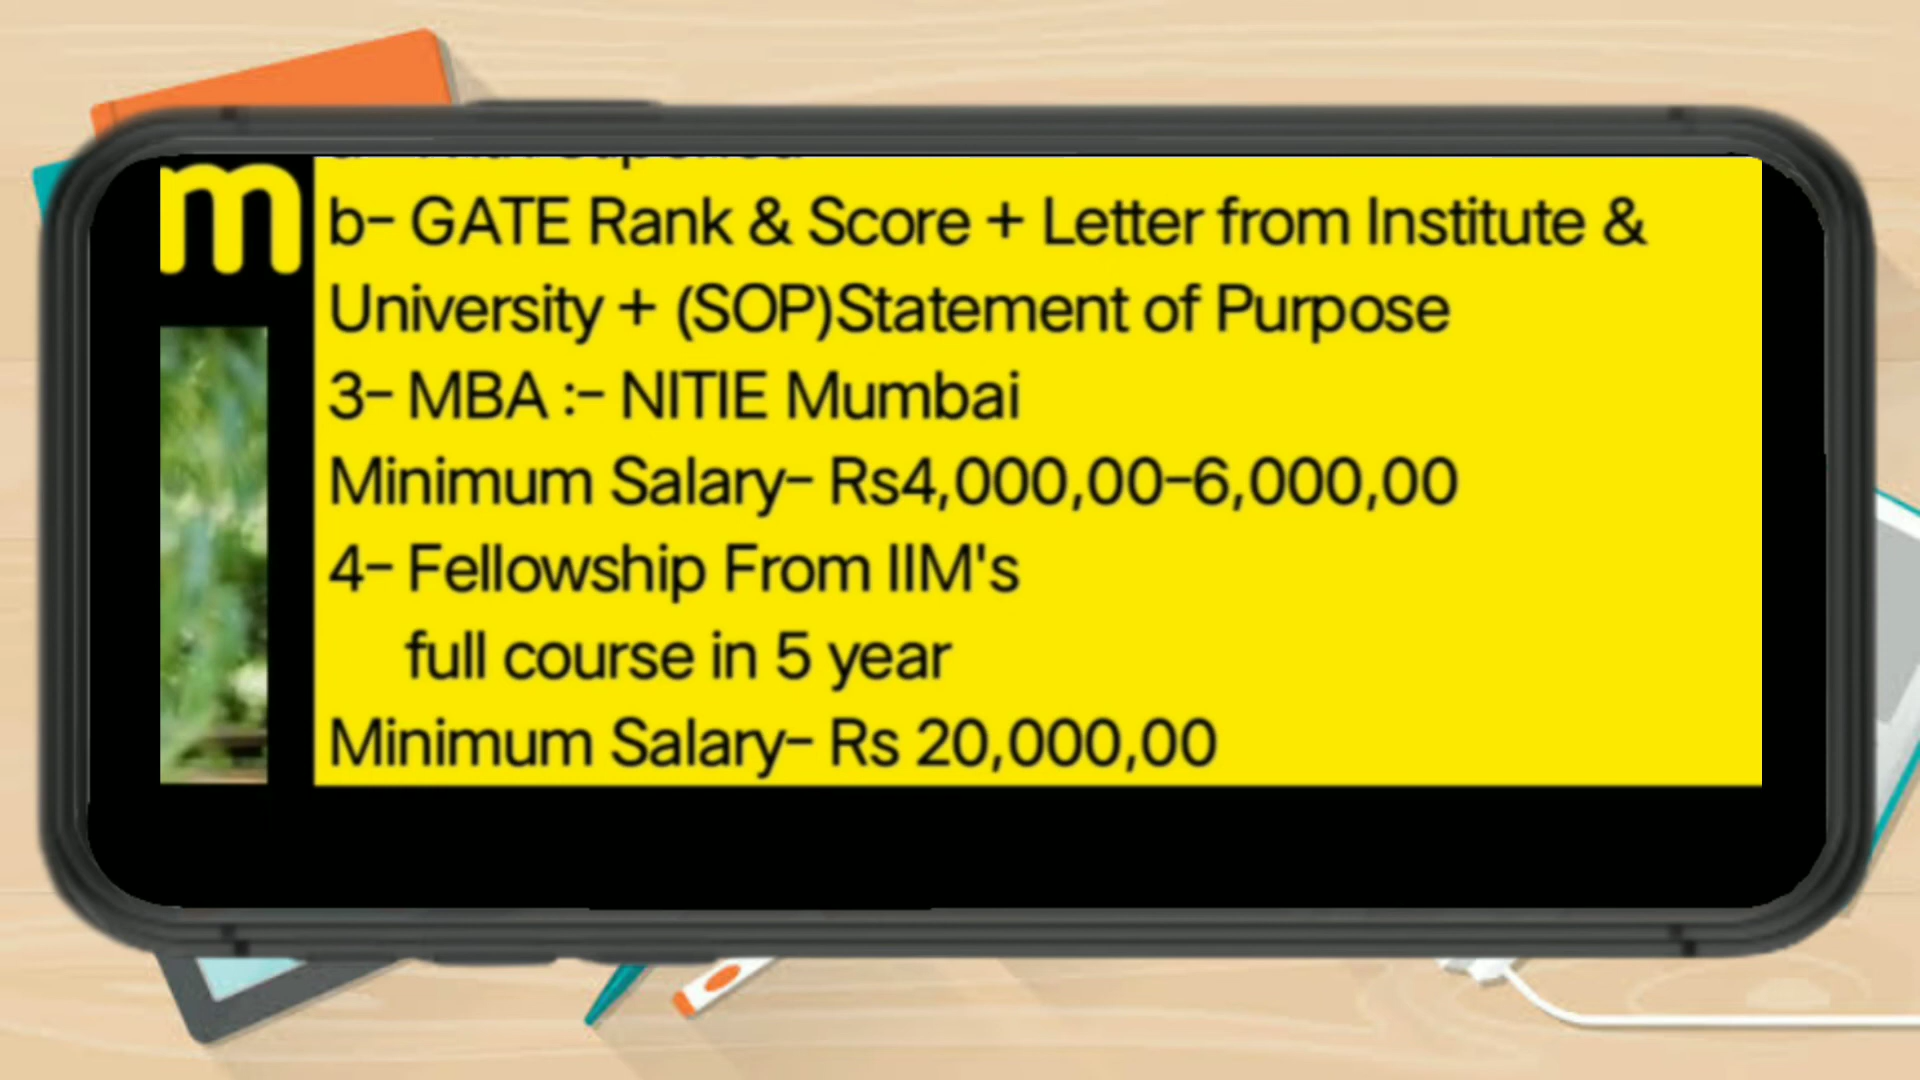 m
b- GATE Rank & Score + Letter from Institute &
University + (SOP)Statement of Purpose
3- MBA :- NITIE Mumbai
Minimum Salary- Rs4,000,00-6,000,00
4- Fellowship From IIM's
full course in 5 year
Minimum Salary- Rs 20,000,00